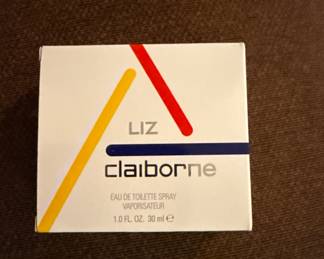 LIZ
claiborne
EAU DE TOILETTE SPRAY
VAPORISATEUR
1.0 FL. OZ. 30 ml ℮